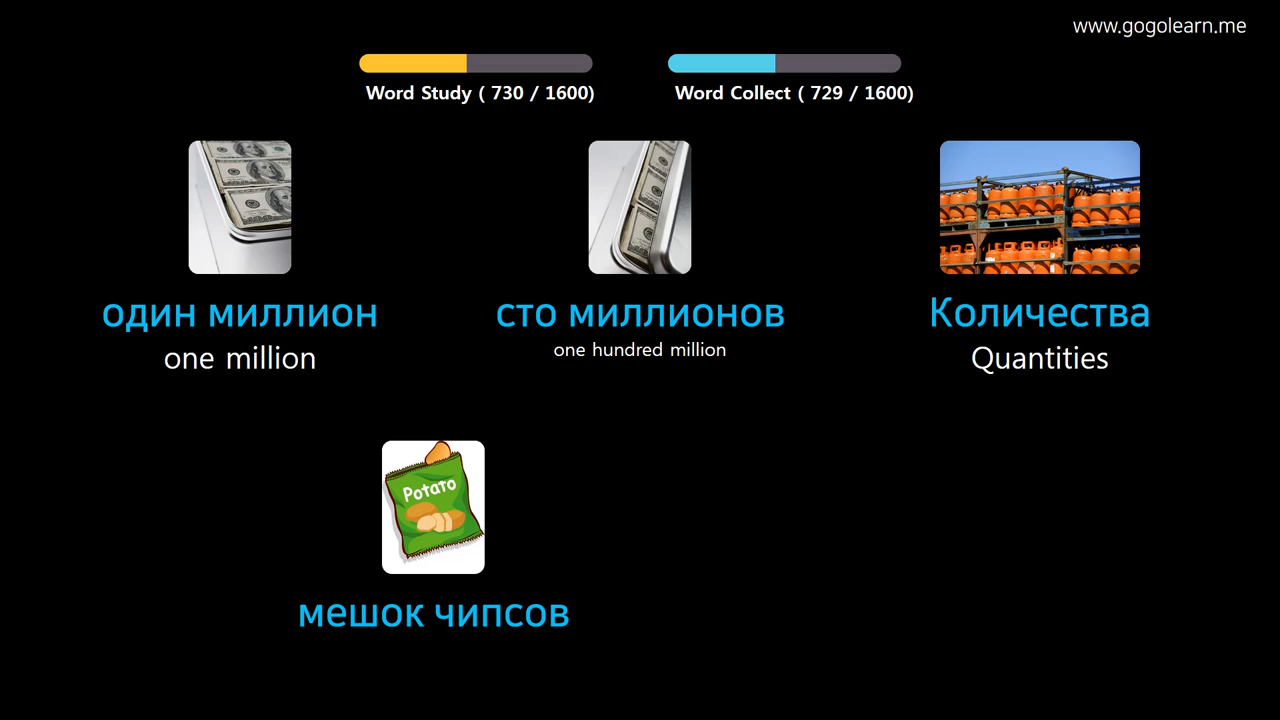 www.gogolearn.me
Word Study ( 730 / 1600)
Word Collect ( 729 / 1600)
один миллион
one million
сто миллионов
one hundred million
Количества
Quantities
Potato
мешок чипсов